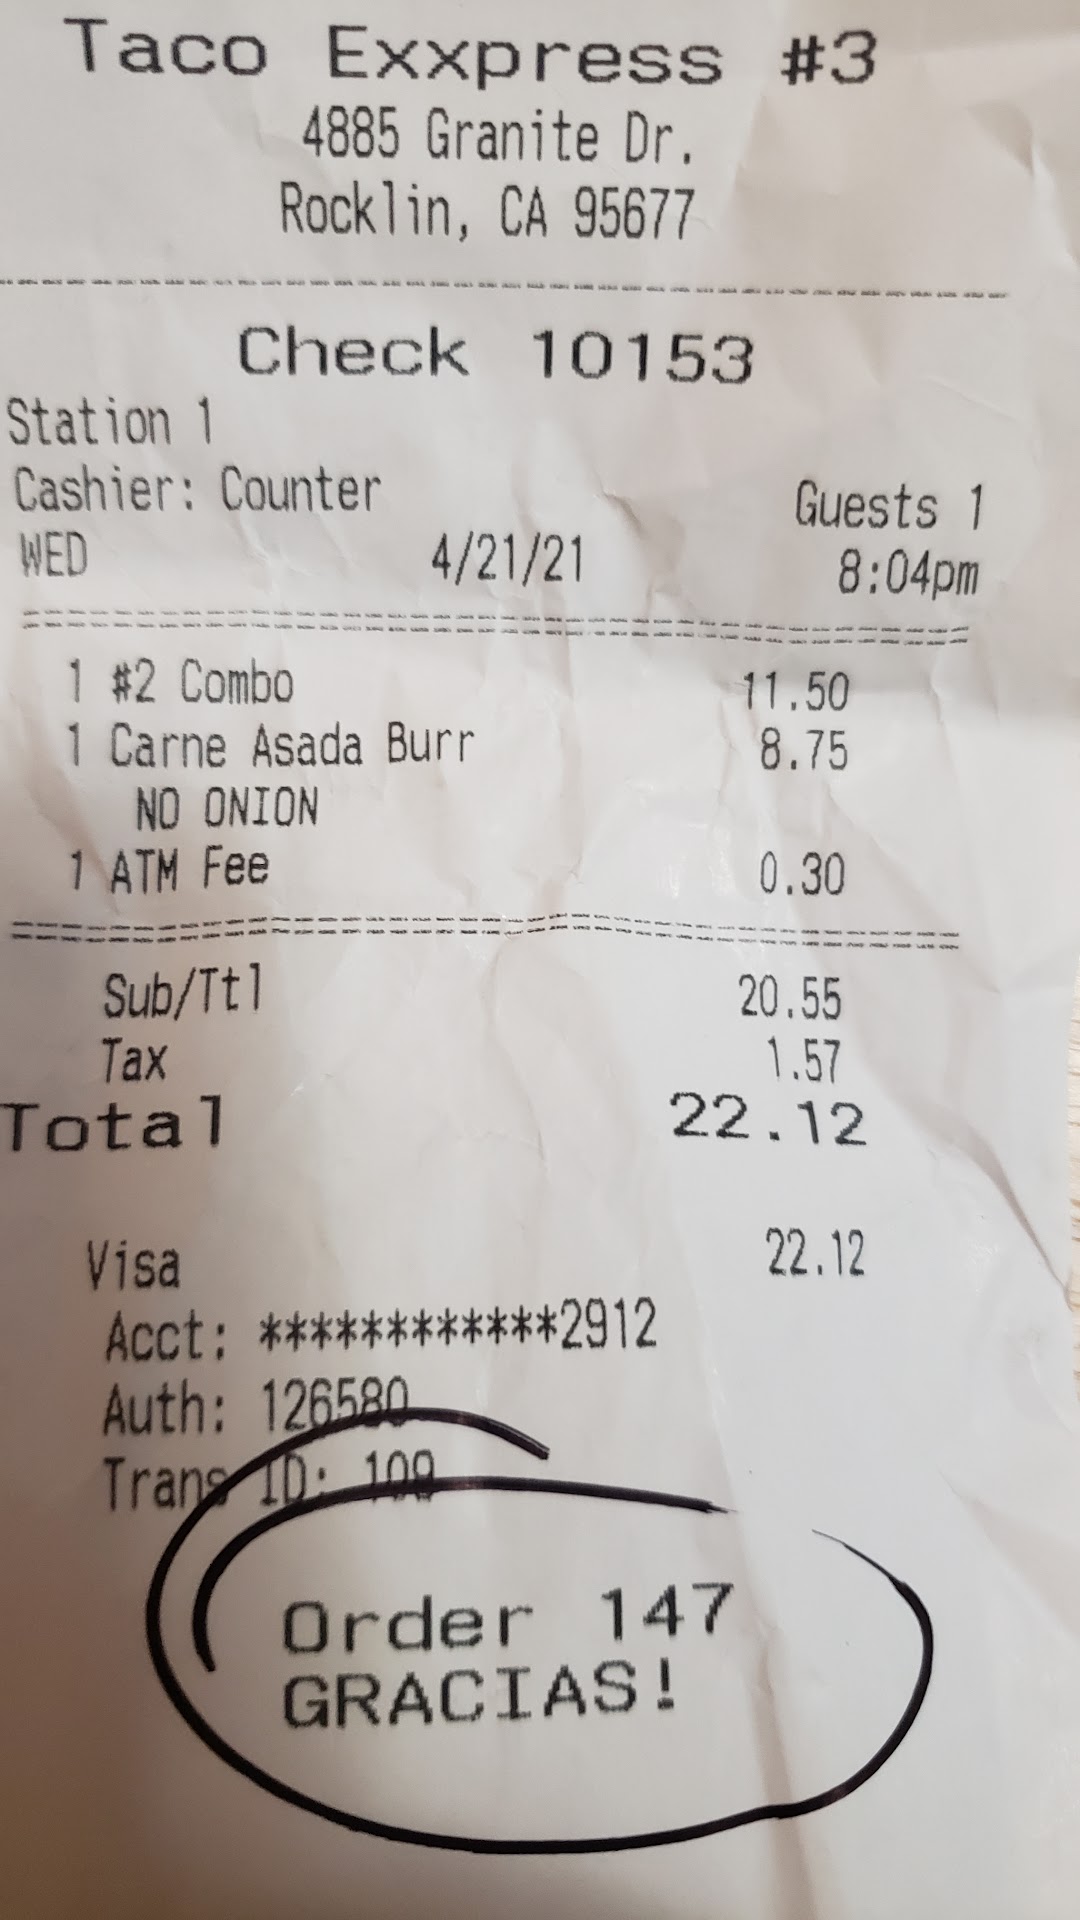 Taco Exxpress #3
4885 Granite Dr.
Rocklin, CA 95677
Check 10153
Station 1
Cashier: Counter Guests 1
WED 4/21/21 8:04pm
1 #2 Combo 11.50
1 Carne Asada Burr 8.75
NO ONION
1 ATM Fee 0.30
Sub/Ttl 20.55
Tax 1.57
Total 22.12
Visa 22.12
Acct: ************2912
Auth: 126580
Trans ID: 109
Order 147
GRACIAS!